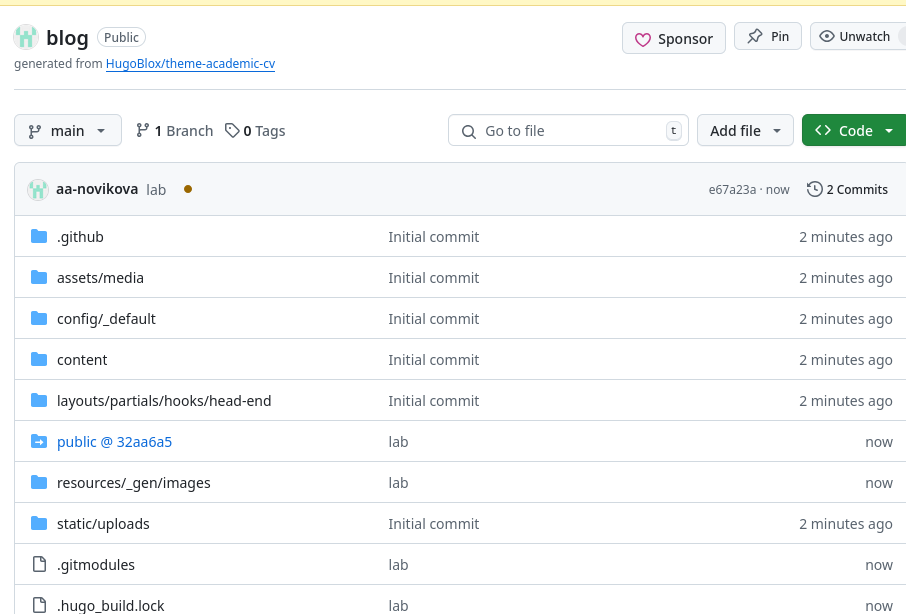 blog Public Sponsor Pin Unwatch
generated from HugoBlox/theme-academic-cv
main 1 Branch 0 Tags Go to file t Add file Code
aa-novikova lab e67a23a · now 2 Commits
.github Initial commit 2 minutes ago
assets/media Initial commit 2 minutes ago
config/_default Initial commit 2 minutes ago
content Initial commit 2 minutes ago
layouts/partials/hooks/head-end Initial commit 2 minutes ago
public @ 32aa6a5 lab now
resources/_gen/images lab now
static/uploads Initial commit 2 minutes ago
.gitmodules lab now
.hugo_build.lock lab now